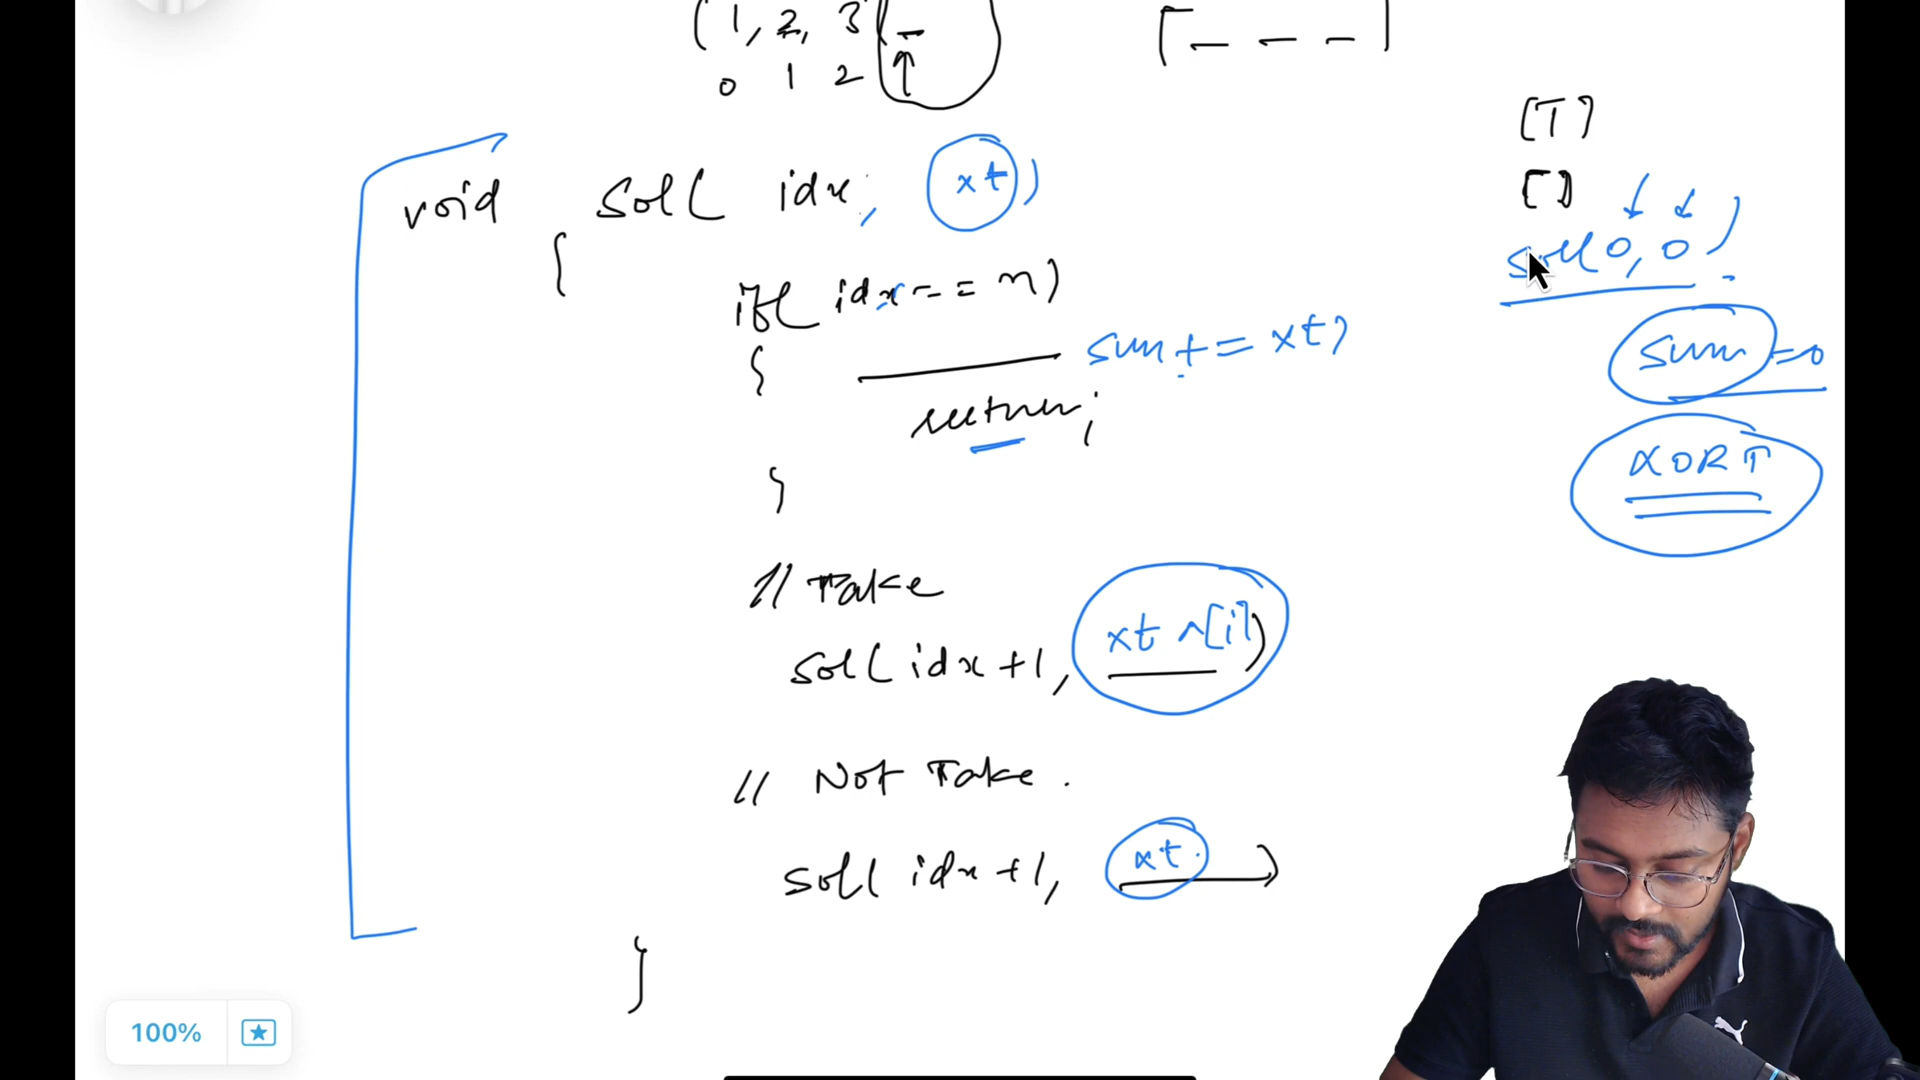 (1, 2, 3 _ [ _ _ _ ]
0 1 2 ↑
[T]
void sol( idx, xt)
[]
{
sol( 0, 0 )
if( idx == n)
{ sum += xt;
sum = 0
return;
XOR T
}
// Take
sol( idx +1, xt ^[i])
// Not Take .
sol( idx +1, xt. )
}
100%